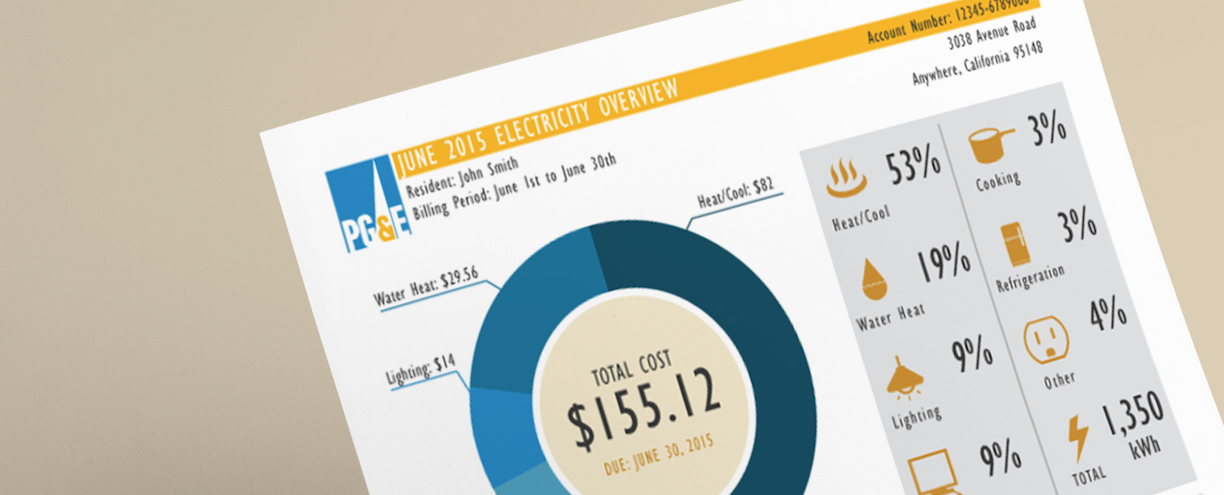 Account Number: 12345-6789000
3038 Avenue Road
Anywhere, California 95148
JUNE 2015 ELECTRICITY OVERVIEW
PG&E
Resident: John Smith
Billing Period: June 1st to June 30th
Heat/Cool: $82
Water Heat: $29.56
Lighting: $14
TOTAL COST
$155.12
DUE: JUNE 30, 2015
53%
Heat/Cool
19%
Water Heat
9%
Lighting
9%
3%
Cooking
3%
Refrigeration
4%
Other
1,350
kWh
TOTAL